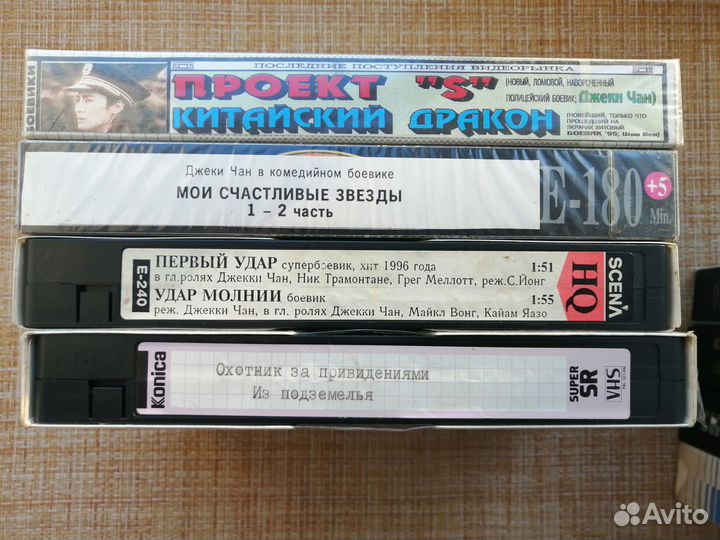 БОЕВИКИ
ПОСЛЕДНИЕ ПОСТУПЛЕНИЯ ВИДЕОРЫНКА
ПРОЕКТ "S"
(НОВЫЙ, ЛОМОВОЙ, НАВОРОЧЕННЫЙ
ПОЛИЦЕЙСКИЙ БОЕВИК, Джеки Чан)
КИТАЙСКИЙ ДРАКОН
(НОВЕЙШИЙ, ТОЛЬКО ЧТО
ПРОШЕДШИЙ НА
ЭКРАНАХ ХИТОВЫЙ
БОЕВИК '95;
Джеки Чан в комедийном боевике
МОИ СЧАСТЛИВЫЕ ЗВЕЗДЫ
1 - 2 часть
E-180 +5
Min.
E-240
ПЕРВЫЙ УДАР супербоевик, хит 1996 года 1:51
в гл.ролях Джекки Чан, Ник Трамонтане, Грег Меллотт, реж.С.Йонг
УДАР МОЛНИИ боевик 1:55
реж. Джекки Чан, в гл. ролях Джекки Чан, Майкл Вонг, Кайам Яазо
HQ
SCENA
Konica
Охотник за привидениями
Из подземелья
SUPER
SR
VHS
Avito